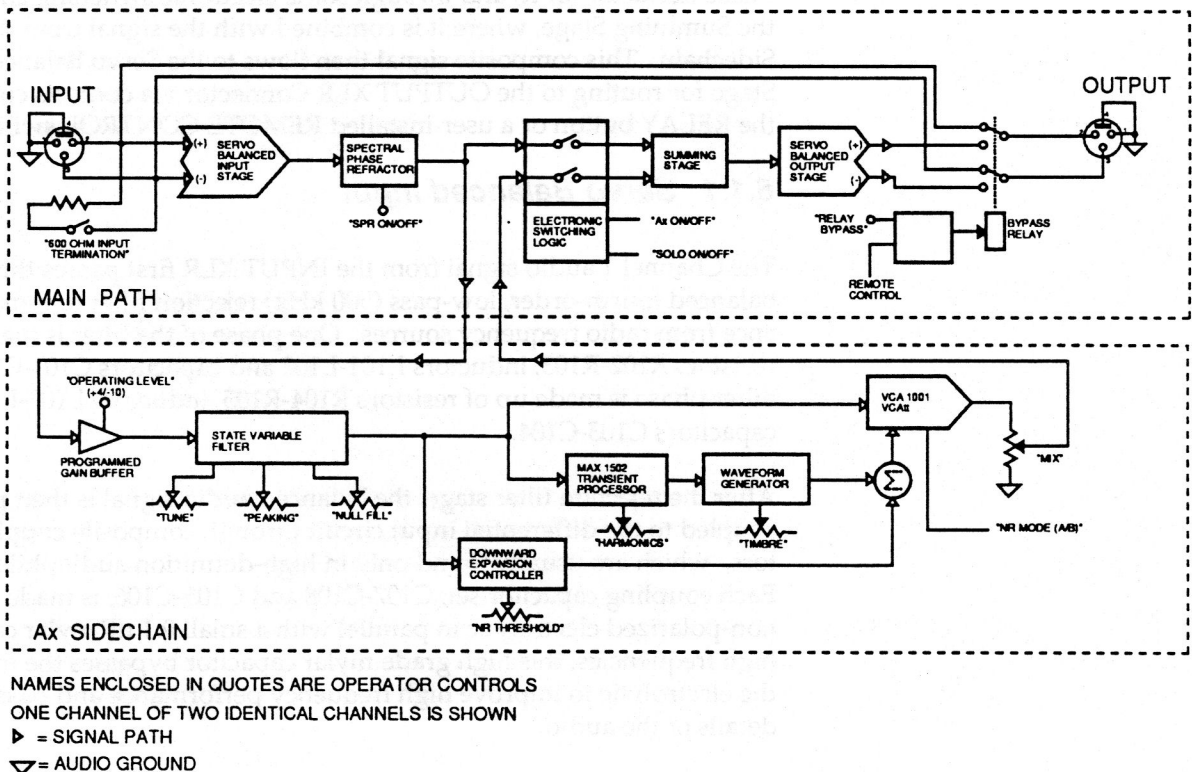 INPUT
OUTPUT
(+)
(-)
SERVO
BALANCED
INPUT
STAGE
SPECTRAL
PHASE
REFRACTOR
SUMMING
STAGE
SERVO
BALANCED
OUTPUT
STAGE
(+)
(-)
"600 OHM INPUT
TERMINATION"
"SPR ON/OFF"
ELECTRONIC
SWITCHING
LOGIC
"Ax ON/OFF"
"SOLO ON/OFF"
"RELAY
BYPASS"
BYPASS
RELAY
REMOTE
CONTROL
MAIN PATH
"OPERATING LEVEL"
(+4/-10)
PROGRAMMED
GAIN BUFFER
STATE VARIABLE
FILTER
"TUNE"
"PEAKING"
"NULL FILL"
MAX 1502
TRANSIENT
PROCESSOR
WAVEFORM
GENERATOR
"HARMONICS"
"TIMBRE"
VCA 1001
VCAII
Σ
"MIX"
"NR MODE (A/B)"
DOWNWARD
EXPANSION
CONTROLLER
"NR THRESHOLD"
Ax SIDECHAIN
NAMES ENCLOSED IN QUOTES ARE OPERATOR CONTROLS
ONE CHANNEL OF TWO IDENTICAL CHANNELS IS SHOWN
= SIGNAL PATH
= AUDIO GROUND